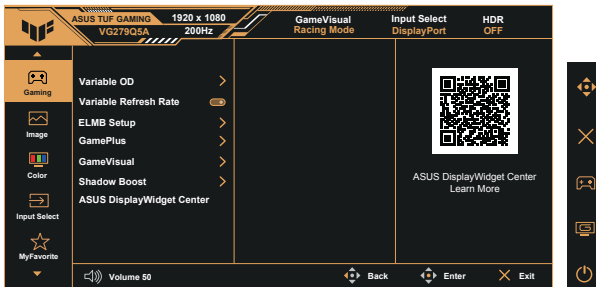 ASUS TUF GAMING 1920 x 1080
VG279Q5A 200Hz
GameVisual
Racing Mode
Input Select
DisplayPort
HDR
OFF
Gaming
Image
Color
Input Select
MyFavorite
Variable OD
Variable Refresh Rate
ELMB Setup
GamePlus
GameVisual
Shadow Boost
ASUS DisplayWidget Center
ASUS DisplayWidget Center
Learn More
Volume 50
Back
Enter
Exit